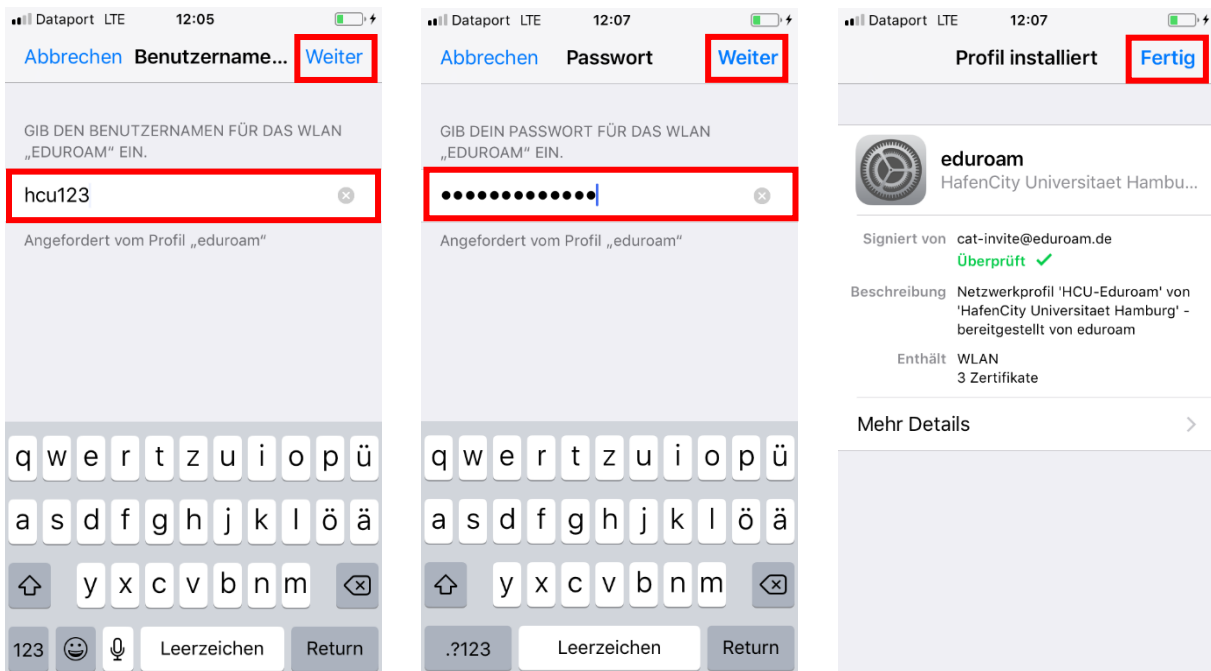 Dataport LTE 12:05
Abbrechen Benutzername... Weiter
GIB DEN BENUTZERNAMEN FÜR DAS WLAN
„EDUROAM“ EIN.
hcu123
Angefordert vom Profil „eduroam“
q w e r t z u i o p ü
a s d f g h j k l ö ä
y x c v b n m
123 Leerzeichen Return
Dataport LTE 12:07
Abbrechen Passwort Weiter
GIB DEIN PASSWORT FÜR DAS WLAN
„EDUROAM“ EIN.
•••••••••••••
Angefordert vom Profil „eduroam“
q w e r t z u i o p ü
a s d f g h j k l ö ä
y x c v b n m
.?123 Leerzeichen Return
Dataport LTE 12:07
Profil installiert Fertig
eduroam
HafenCity Universitaet Hambu...
Signiert von cat-invite@eduroam.de
Überprüft ✓
Beschreibung Netzwerkprofil 'HCU-Eduroam' von
'HafenCity Universitaet Hamburg' -
bereitgestellt von eduroam
Enthält WLAN
3 Zertifikate
Mehr Details